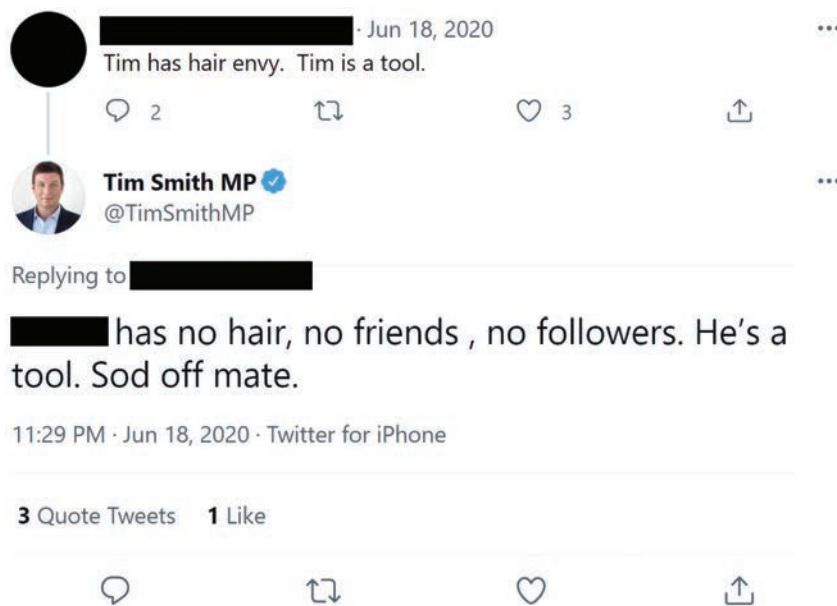 · Jun 18, 2020
Tim has hair envy.  Tim is a tool.
2 3
Tim Smith MP
@TimSmithMP
Replying to
has no hair, no friends , no followers. He's a
tool. Sod off mate.
11:29 PM · Jun 18, 2020 · Twitter for iPhone
3 Quote Tweets 1 Like